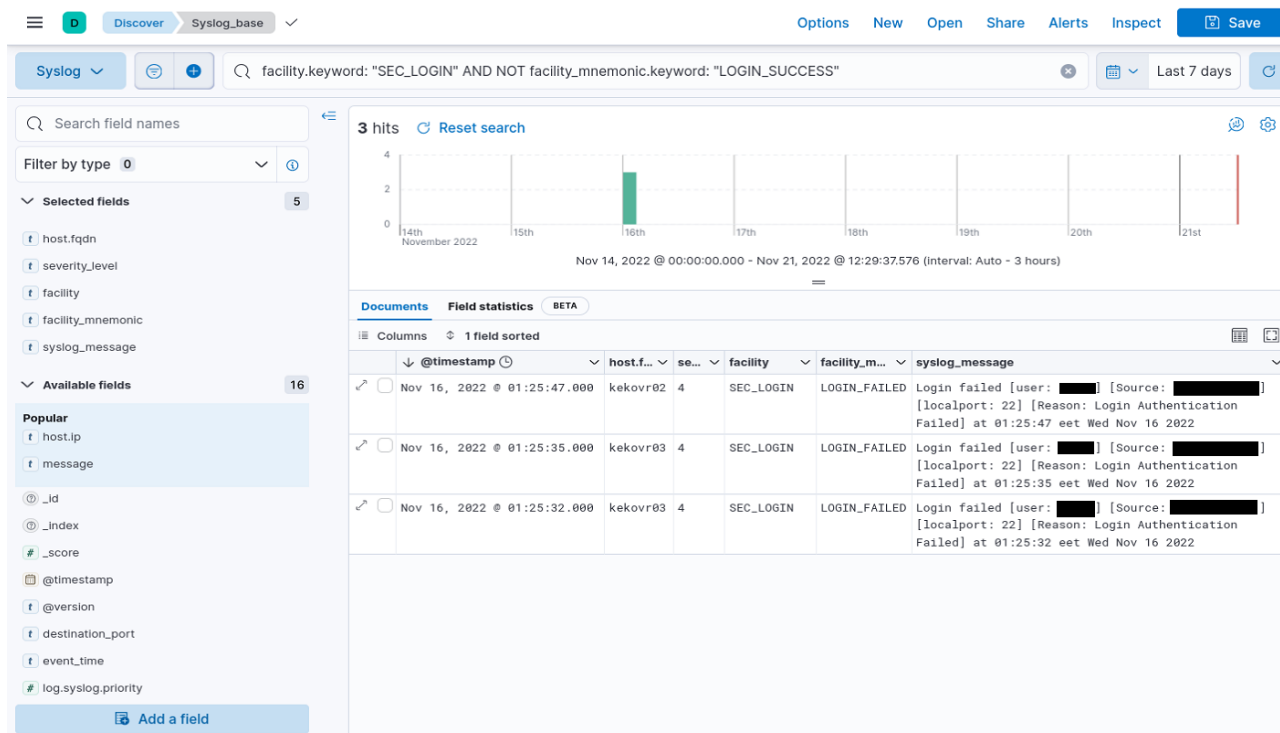 D Discover Syslog_base
Options New Open Share Alerts Inspect Save
Syslog
facility.keyword: "SEC_LOGIN" AND NOT facility_mnemonic.keyword: "LOGIN_SUCCESS"
Last 7 days
Search field names
Filter by type 0
Selected fields 5
t host.fqdn
t severity_level
t facility
t facility_mnemonic
t syslog_message
Available fields 16
Popular
t host.ip
t message
? _id
? _index
# _score
@timestamp
t @version
t destination_port
t event_time
# log.syslog.priority
Add a field
3 hits Reset search
4
2
0
14th 15th 16th 17th 18th 19th 20th 21st
November 2022
Nov 14, 2022 @ 00:00:00.000 - Nov 21, 2022 @ 12:29:37.576 (interval: Auto - 3 hours)
Documents Field statistics BETA
Columns 1 field sorted
@timestamp host.f... se... facility facility_m... syslog_message
Nov 16, 2022 @ 01:25:47.000 kekovr02 4 SEC_LOGIN LOGIN_FAILED Login failed [user: ] [Source: ]
[localport: 22] [Reason: Login Authentication
Failed] at 01:25:47 eet Wed Nov 16 2022
Nov 16, 2022 @ 01:25:35.000 kekovr03 4 SEC_LOGIN LOGIN_FAILED Login failed [user: ] [Source: ]
[localport: 22] [Reason: Login Authentication
Failed] at 01:25:35 eet Wed Nov 16 2022
Nov 16, 2022 @ 01:25:32.000 kekovr03 4 SEC_LOGIN LOGIN_FAILED Login failed [user: ] [Source: ]
[localport: 22] [Reason: Login Authentication
Failed] at 01:25:32 eet Wed Nov 16 2022